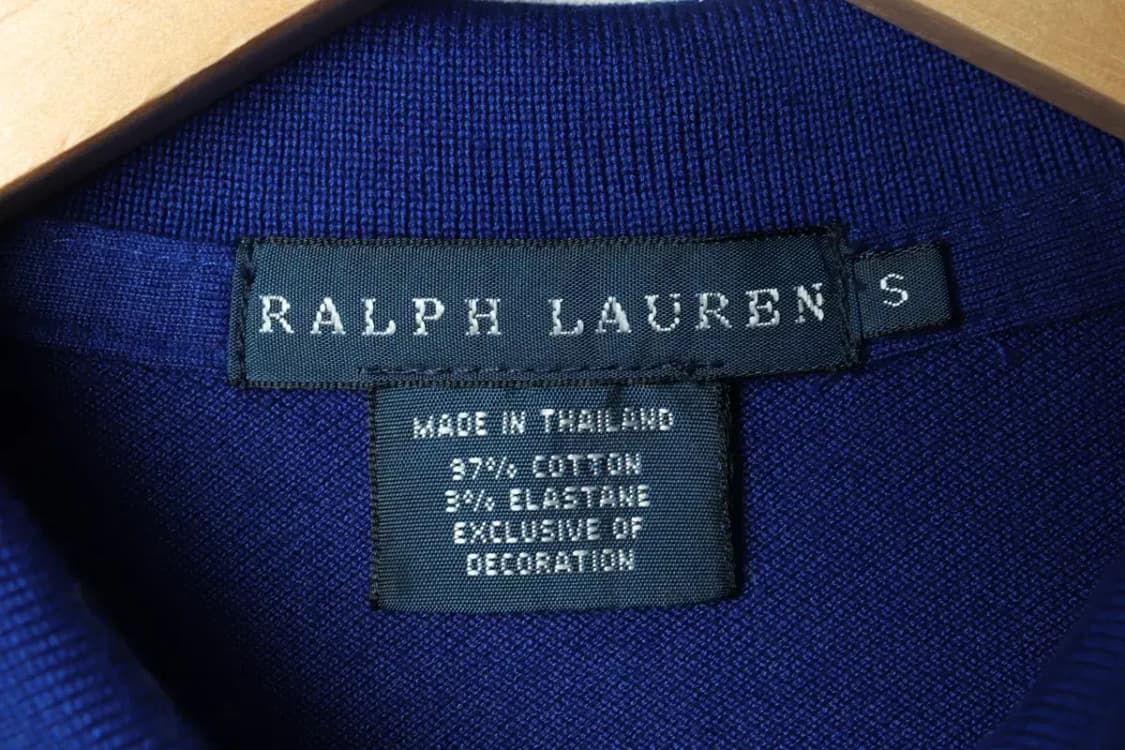 RALPH LAUREN
S
MADE IN THAILAND
97% COTTON
3% ELASTANE
EXCLUSIVE OF
DECORATION